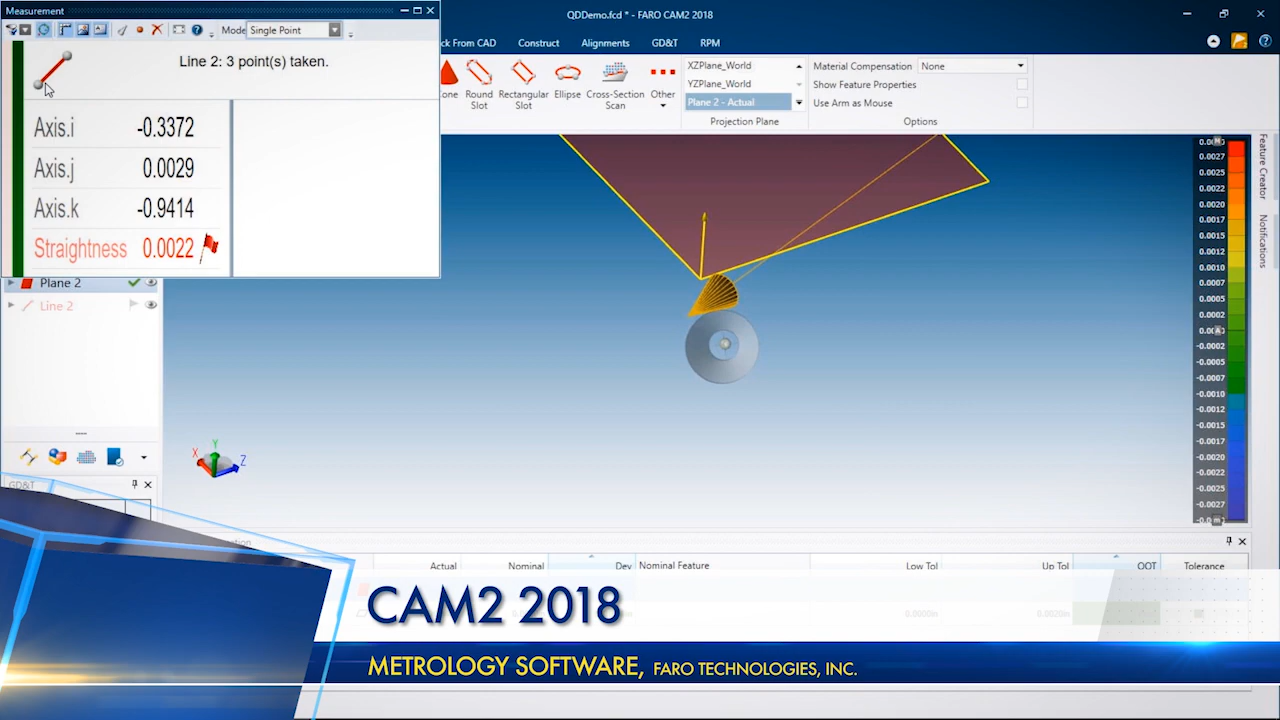 Measurement
QDDemo.fcd * - FARO CAM2 2018
Mode Single Point
Line 2: 3 point(s) taken.
Axis.i -0.3372
Axis.j 0.0029
Axis.k -0.9414
Straightness 0.0022
ck From CAD Construct Alignments GD&T RPM
one Round Slot Rectangular Slot Ellipse Cross-Section Scan Other
XZPlane_World
YZPlane_World
Plane 2 - Actual
Projection Plane
Material Compensation None
Show Feature Properties
Use Arm as Mouse
Options
Feature Creator
Notifications
0.0027
0.0025
0.0022
0.0020
0.0017
0.0015
0.0012
0.0010
0.0007
0.0005
0.0002
-0.0002
-0.0005
-0.0007
-0.0010
-0.0012
-0.0015
-0.0017
-0.0020
-0.0022
-0.0025
-0.0027
Plane 2
Line 2
X Y Z
GD&T
Actual Nominal Dev Nominal Feature Low Tol Up Tol OOT Tolerance
CAM2 2018
METROLOGY SOFTWARE, FARO TECHNOLOGIES, INC.